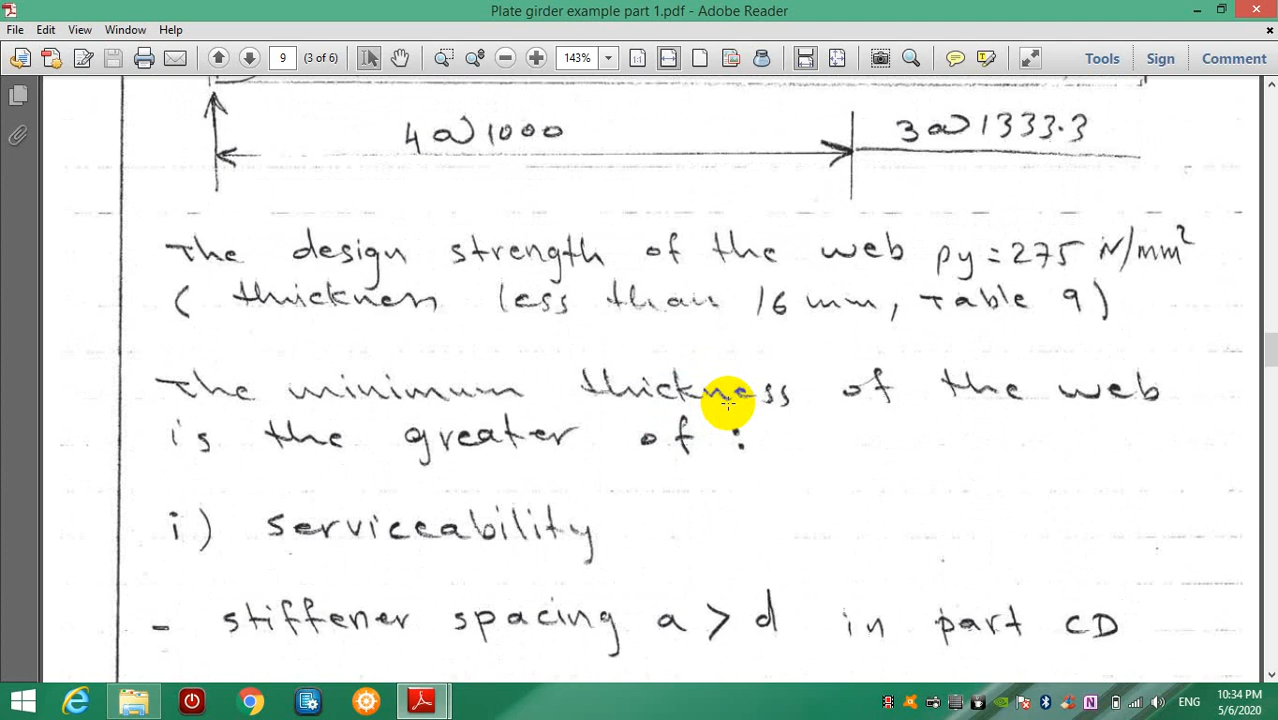 Plate girder example part 1.pdf - Adobe Reader
File Edit View Window Help
9 (3 of 6) 143% Tools Sign Comment
4 @ 1000 3 @ 1333.3
The design strength of the web py = 275 N/mm²
( thickness less than 16 mm, Table 9 )
The minimum thickness of the web
is the greater of :
i) serviceability
- stiffener spacing a > d in part CD
ENG 10:34 PM
5/6/2020